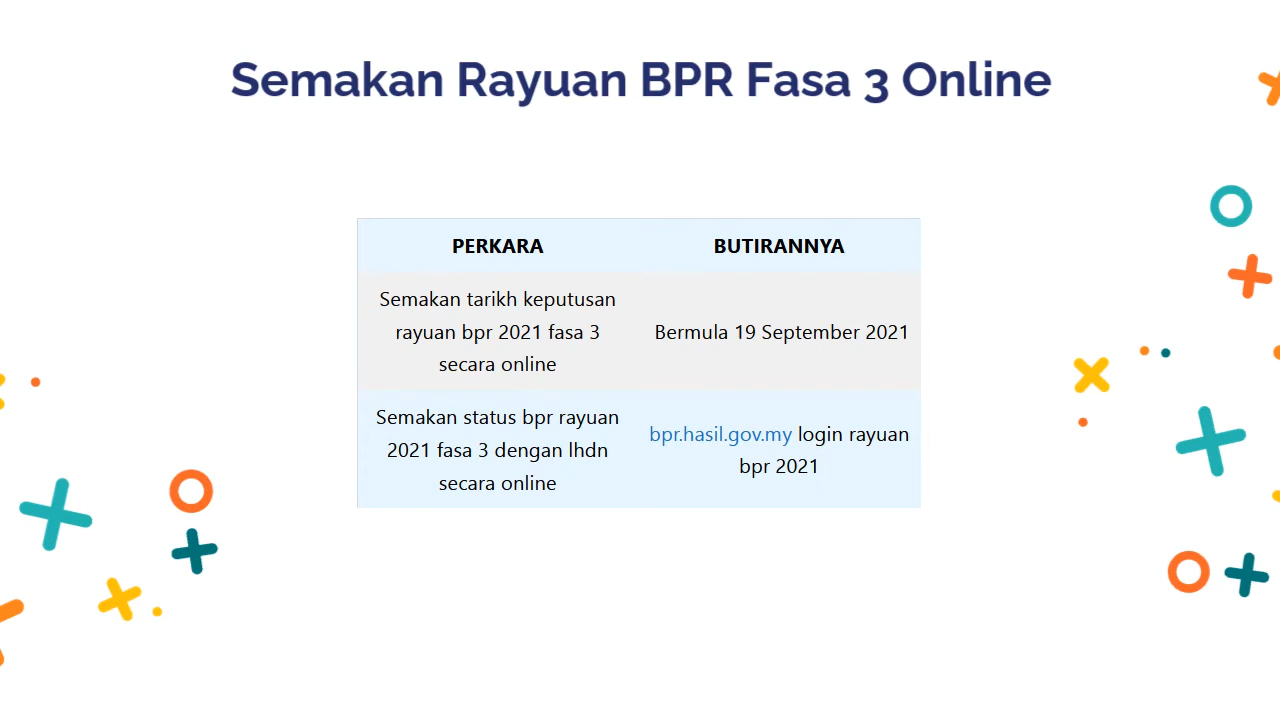 Semakan Rayuan BPR Fasa 3 Online
PERKARA
BUTIRANNYA
Semakan tarikh keputusan
rayuan bpr 2021 fasa 3
secara online
Bermula 19 September 2021
Semakan status bpr rayuan
2021 fasa 3 dengan lhdn
secara online
bpr.hasil.gov.my login rayuan
bpr 2021